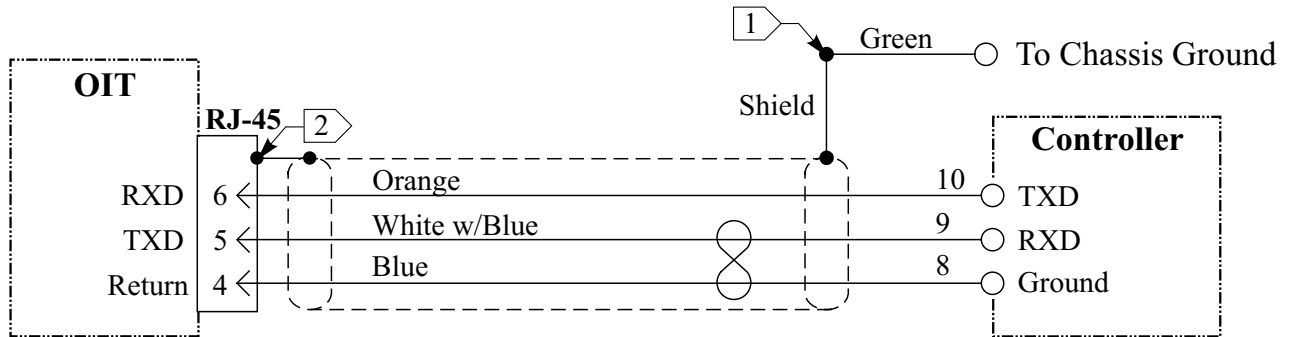 1
Green
To Chassis Ground
OIT
Shield
RJ-45
2
Controller
RXD 6 Orange 10 TXD
TXD 5 White w/Blue 9 RXD
Return 4 Blue 8 Ground